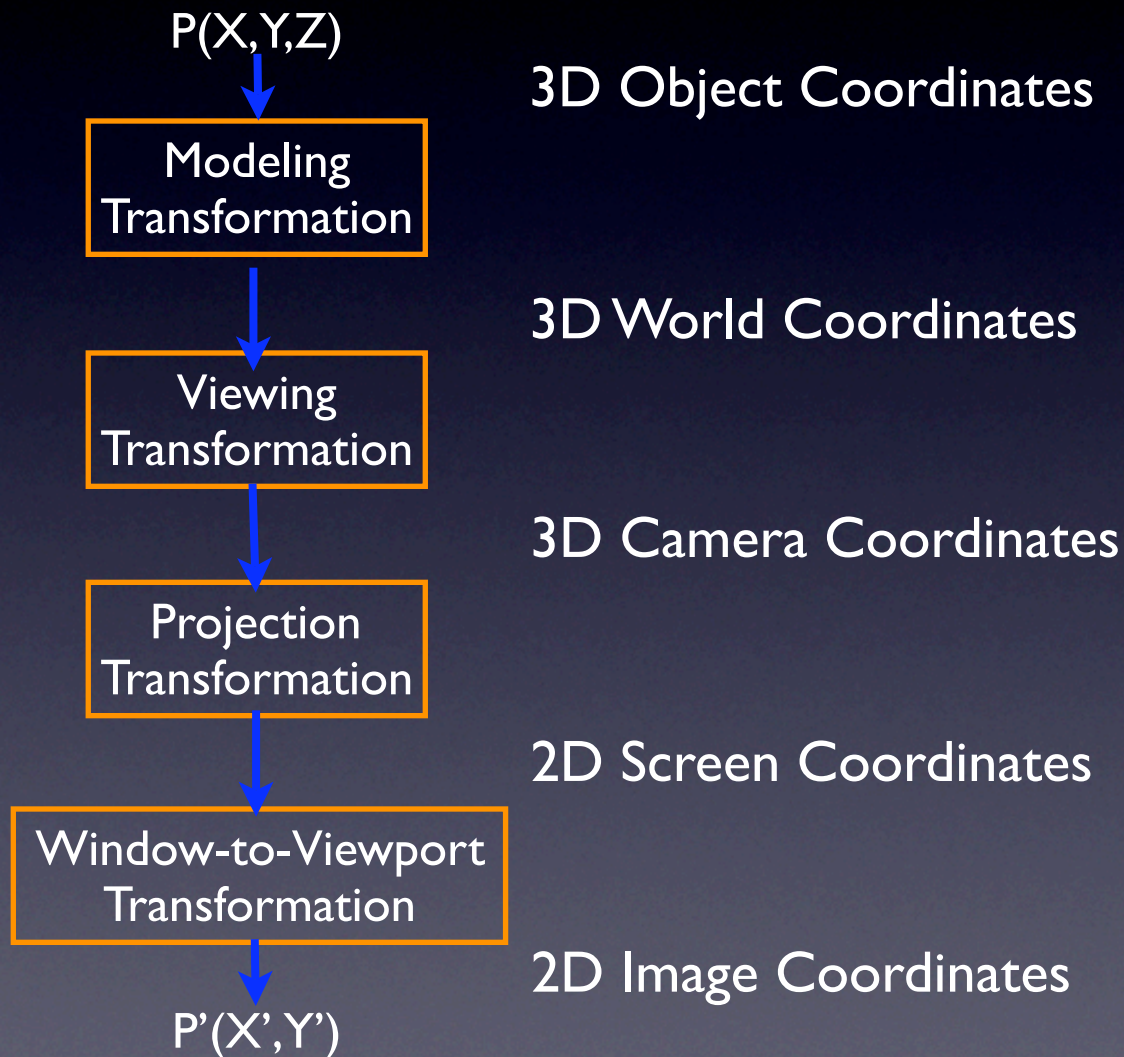 P(X,Y,Z)
3D Object Coordinates
Modeling
Transformation
3D World Coordinates
Viewing
Transformation
3D Camera Coordinates
Projection
Transformation
2D Screen Coordinates
Window-to-Viewport
Transformation
2D Image Coordinates
P’(X’,Y’)